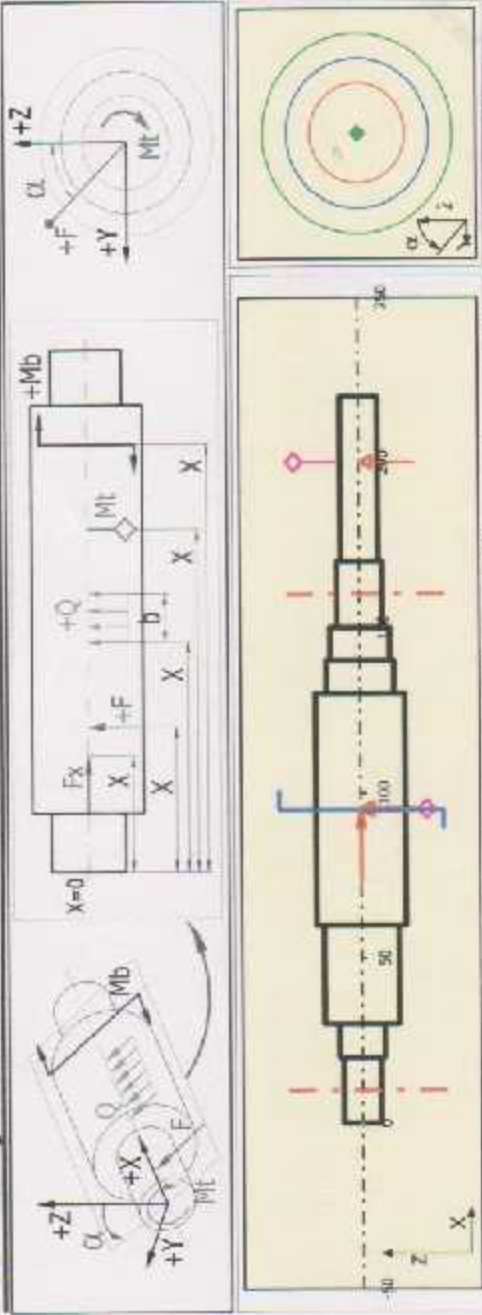 +Z
α
+Y
+X
Q
F
Mt
Mb
X=0
Fx
X
X
+F
X
+Q
b
X
Mt
X
+Mb
+Z
α
+F
+Y
Mt
Z
X
-50
0
50
100
200
250
α
z